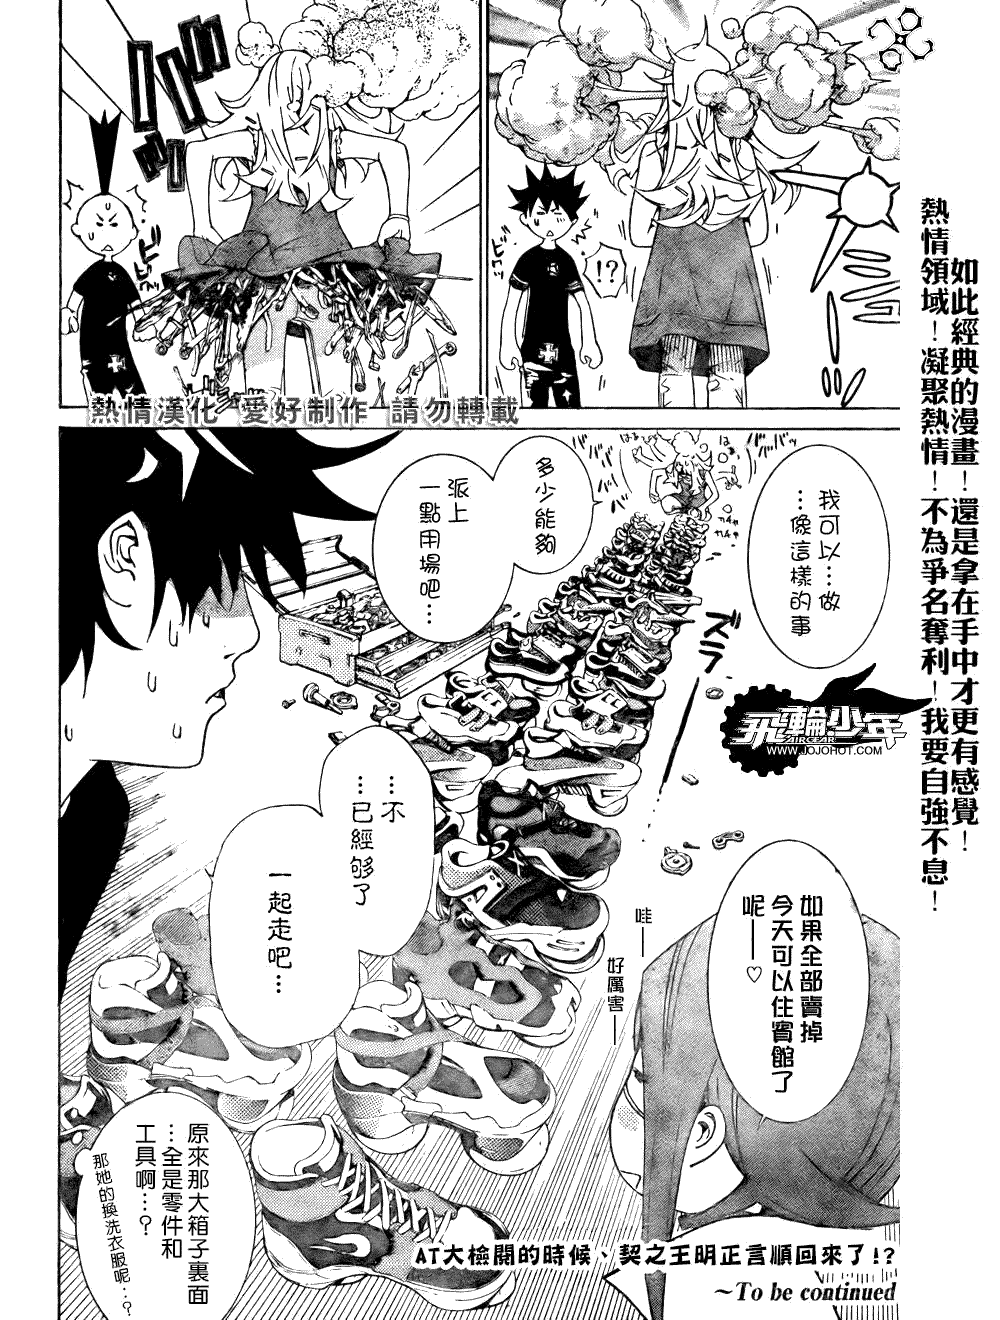 !?
熱情漢化 愛好制作 請勿轉載
如此經典的漫畫！還是拿在手中才更有感覺！
熱情領域！凝聚熱情！不為爭名奪利！我要自強不息！
我可以…做
…像這樣的事
多少能夠
派上
一點用場吧…
ズラ
飛輪少年
AIRGEAR
WWW.JOJOHOT.COM
…不
…已經够了
一起走吧…
如果全部賣掉
今天可以住賓館了
呢──♡
哇──
好厲害──
原來那大箱子裏面
…全是零件和
工具啊…?
那她的換洗衣服呢…?
AT大檢閱的時候、契之王明正言順回來了!?
~To be continued